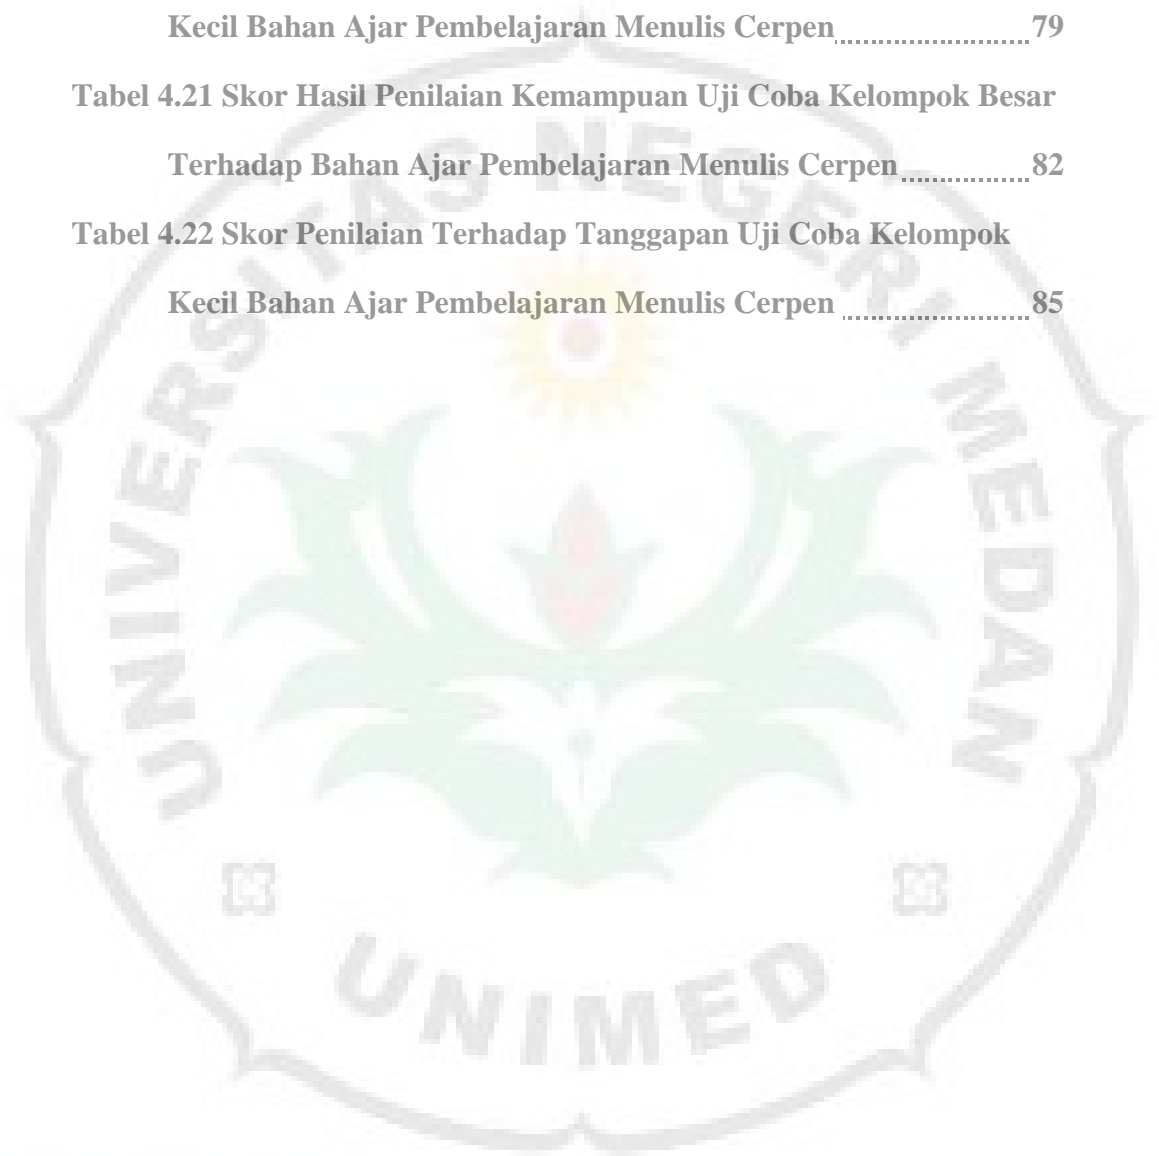 Kecil Bahan Ajar Pembelajaran Menulis Cerpen......................79
Tabel 4.21 Skor Hasil Penilaian Kemampuan Uji Coba Kelompok Besar
Terhadap Bahan Ajar Pembelajaran Menulis Cerpen..............82
Tabel 4.22 Skor Penilaian Terhadap Tanggapan Uji Coba Kelompok
Kecil Bahan Ajar Pembelajaran Menulis Cerpen .....................85
UNIVERSITAS NEGERI MEDAN
UNIMED